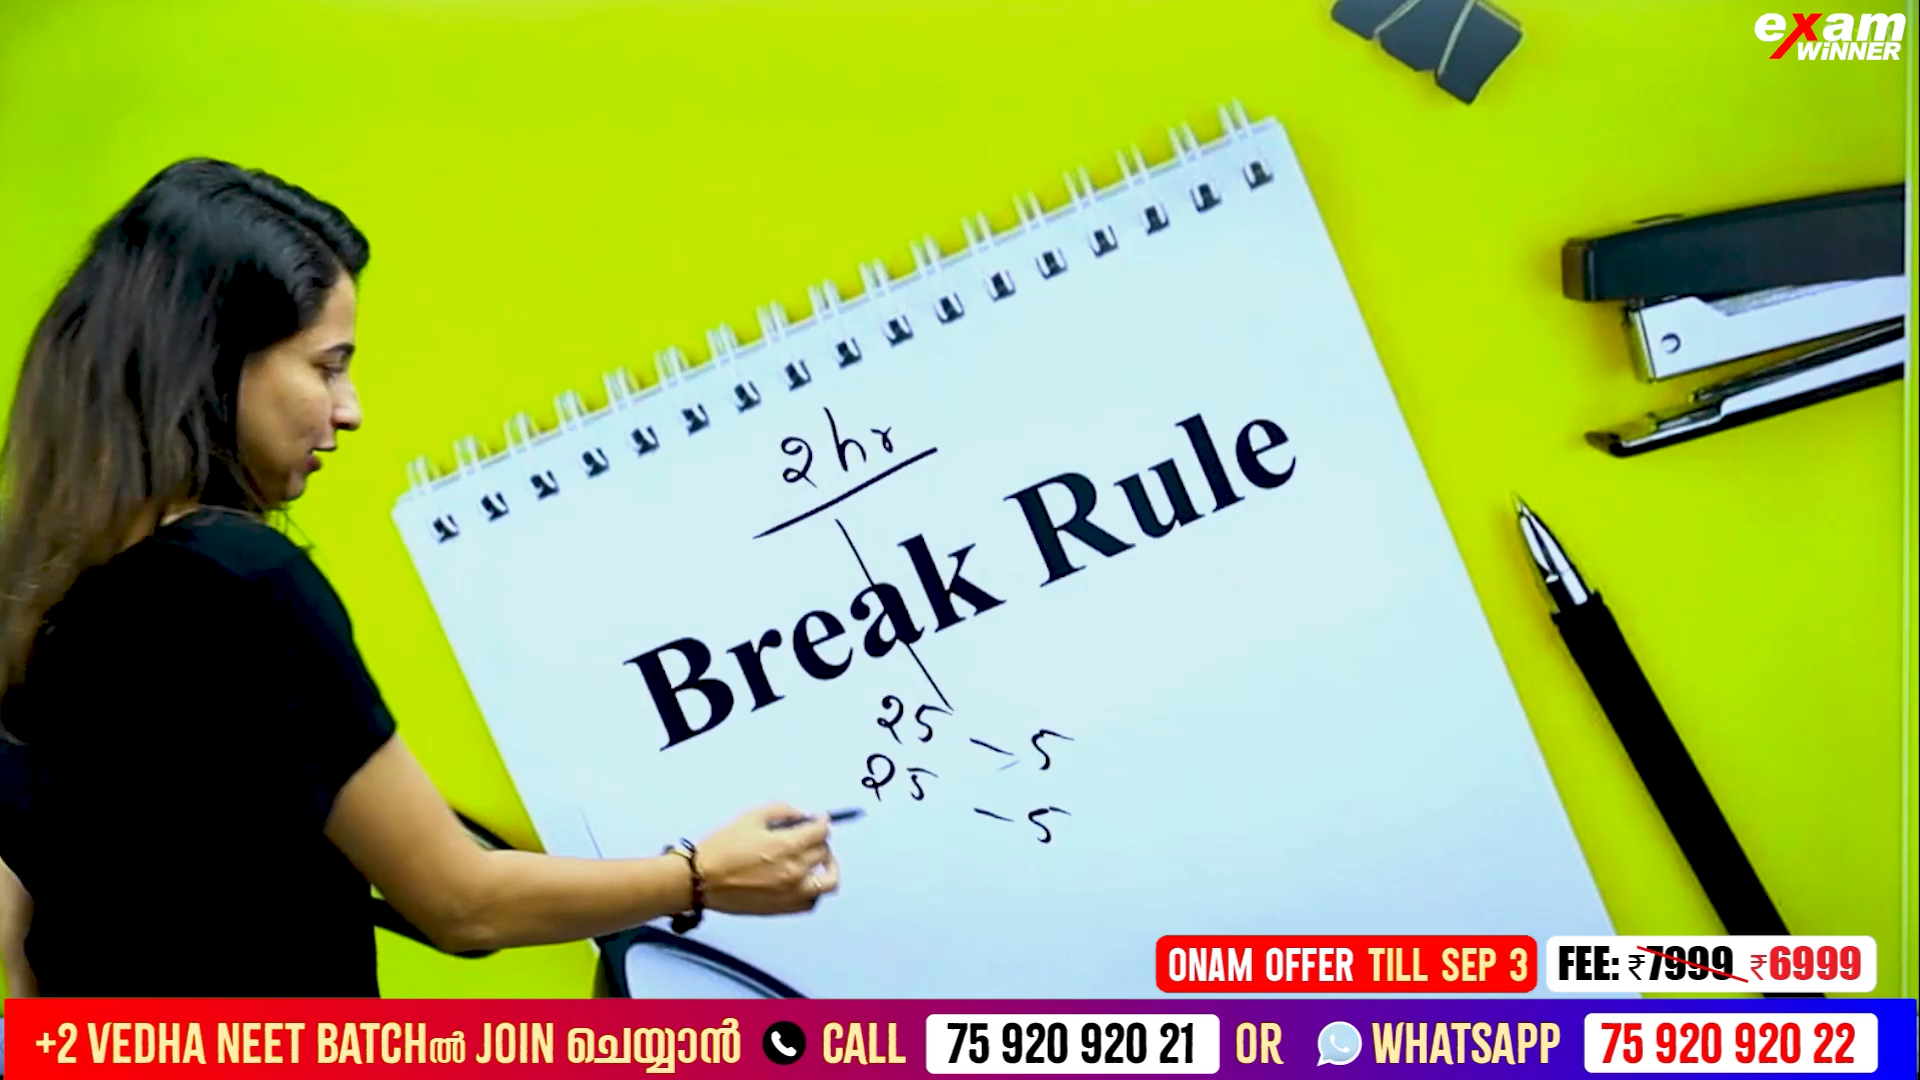 exam
WiNNER
2hr
Break Rule
25 - 5
25 - 5
ONAM OFFER TILL SEP 3 FEE: ₹7999 ₹6999
+2 VEDHA NEET BATCHൽ JOIN ചെയ്യാൻ CALL 75 920 920 21 OR WHATSAPP 75 920 920 22